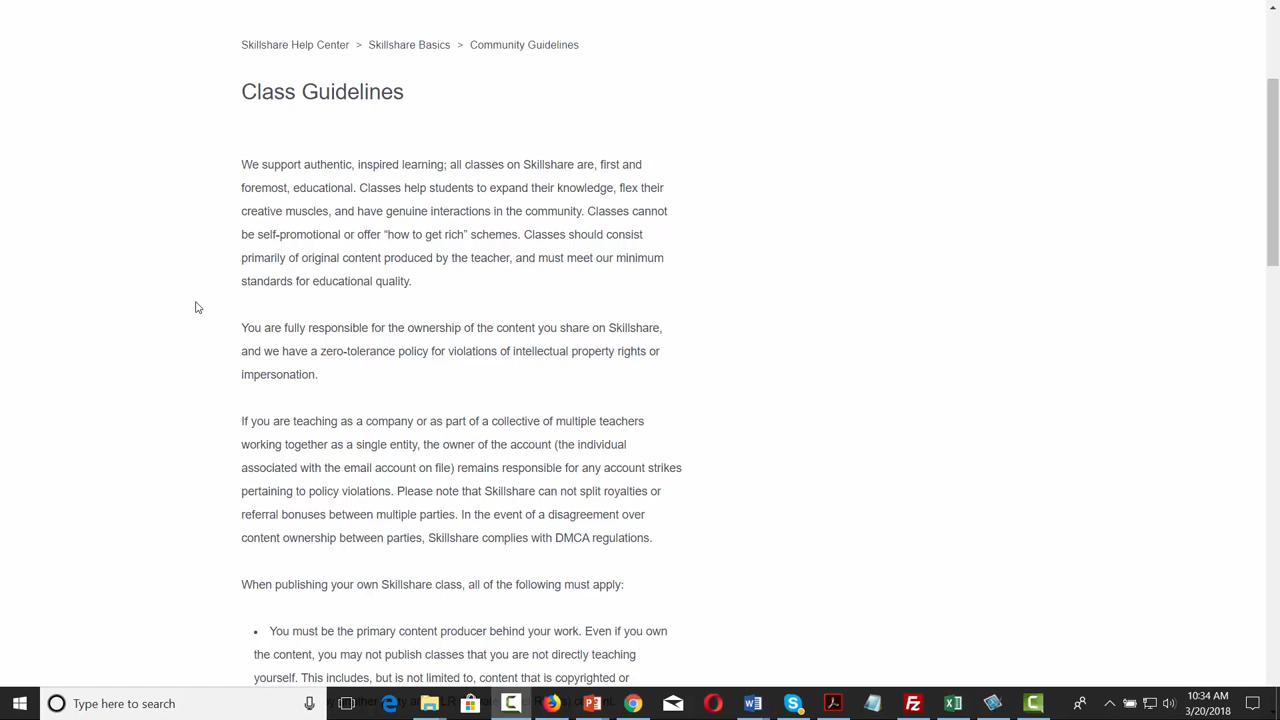 Skillshare Help Center > Skillshare Basics > Community Guidelines
Class Guidelines
We support authentic, inspired learning; all classes on Skillshare are, first and
foremost, educational. Classes help students to expand their knowledge, flex their
creative muscles, and have genuine interactions in the community. Classes cannot
be self-promotional or offer “how to get rich” schemes. Classes should consist
primarily of original content produced by the teacher, and must meet our minimum
standards for educational quality.
You are fully responsible for the ownership of the content you share on Skillshare,
and we have a zero-tolerance policy for violations of intellectual property rights or
impersonation.
If you are teaching as a company or as part of a collective of multiple teachers
working together as a single entity, the owner of the account (the individual
associated with the email account on file) remains responsible for any account strikes
pertaining to policy violations. Please note that Skillshare can not split royalties or
referral bonuses between multiple parties. In the event of a disagreement over
content ownership between parties, Skillshare complies with DMCA regulations.
When publishing your own Skillshare class, all of the following must apply:
• You must be the primary content producer behind your work. Even if you own
the content, you may not publish classes that you are not directly teaching
yourself. This includes, but is not limited to, content that is copyrighted or
Type here to search
10:34 AM
3/20/2018